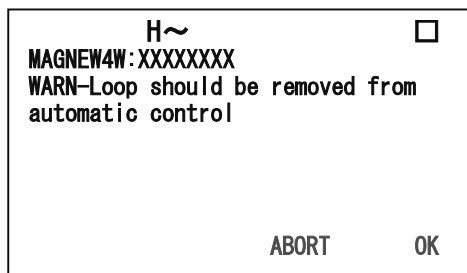 H~
MAGNEW4W:XXXXXXXX
WARN-Loop should be removed from
automatic control
ABORT OK